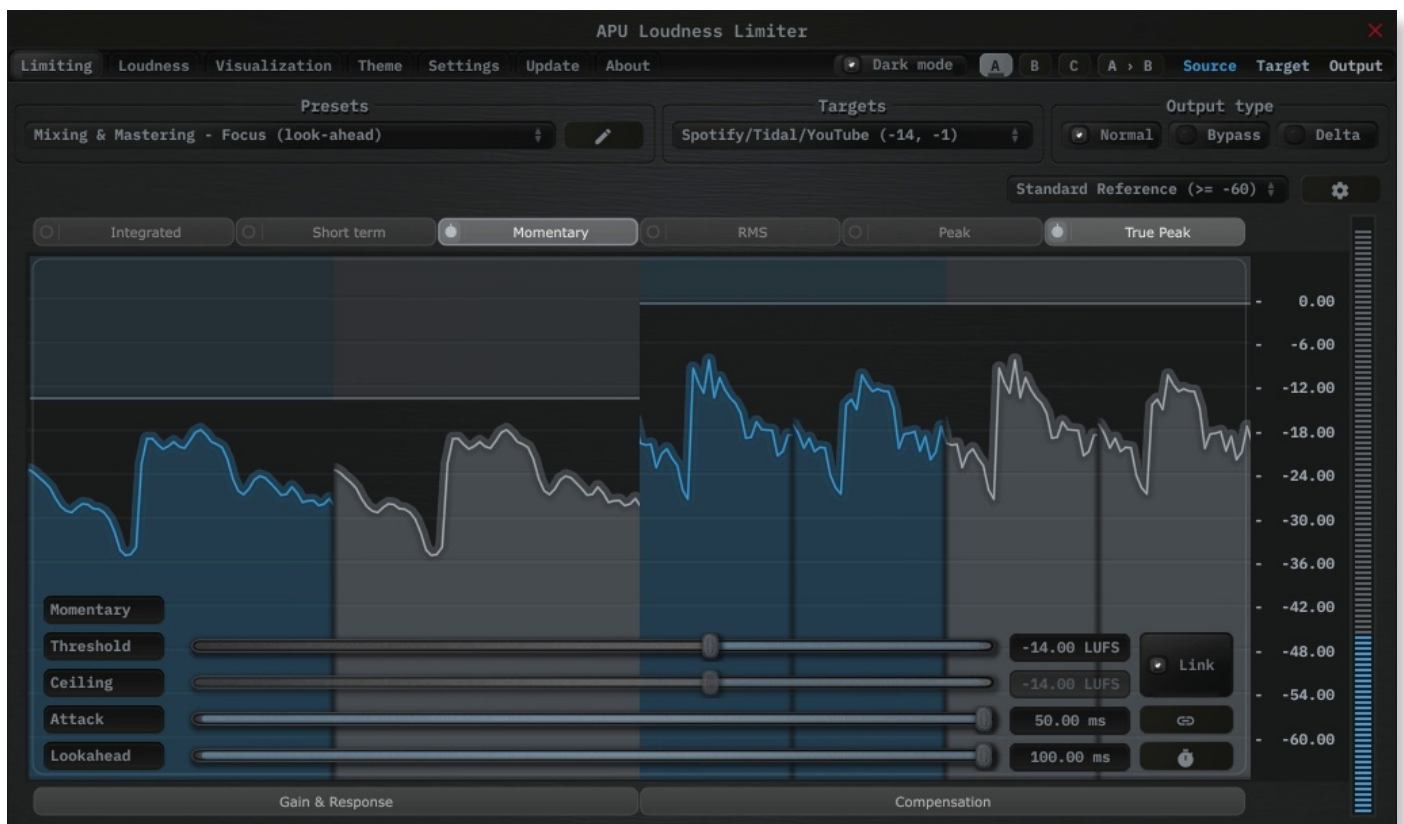 APU Loudness Limiter
Limiting Loudness Visualization Theme Settings Update About Dark mode A B C A › B Source Target Output
Presets Targets Output type
Mixing & Mastering - Focus (look-ahead) Spotify/Tidal/YouTube (-14, -1) Normal Bypass Delta
Standard Reference (>= -60)
Integrated Short term Momentary RMS Peak True Peak
- 0.00
- -6.00
- -12.00
- -18.00
- -24.00
- -30.00
- -36.00
Momentary - -42.00
Threshold -14.00 LUFS Link - -48.00
Ceiling -14.00 LUFS - -54.00
Attack 50.00 ms - -60.00
Lookahead 100.00 ms
Gain & Response Compensation